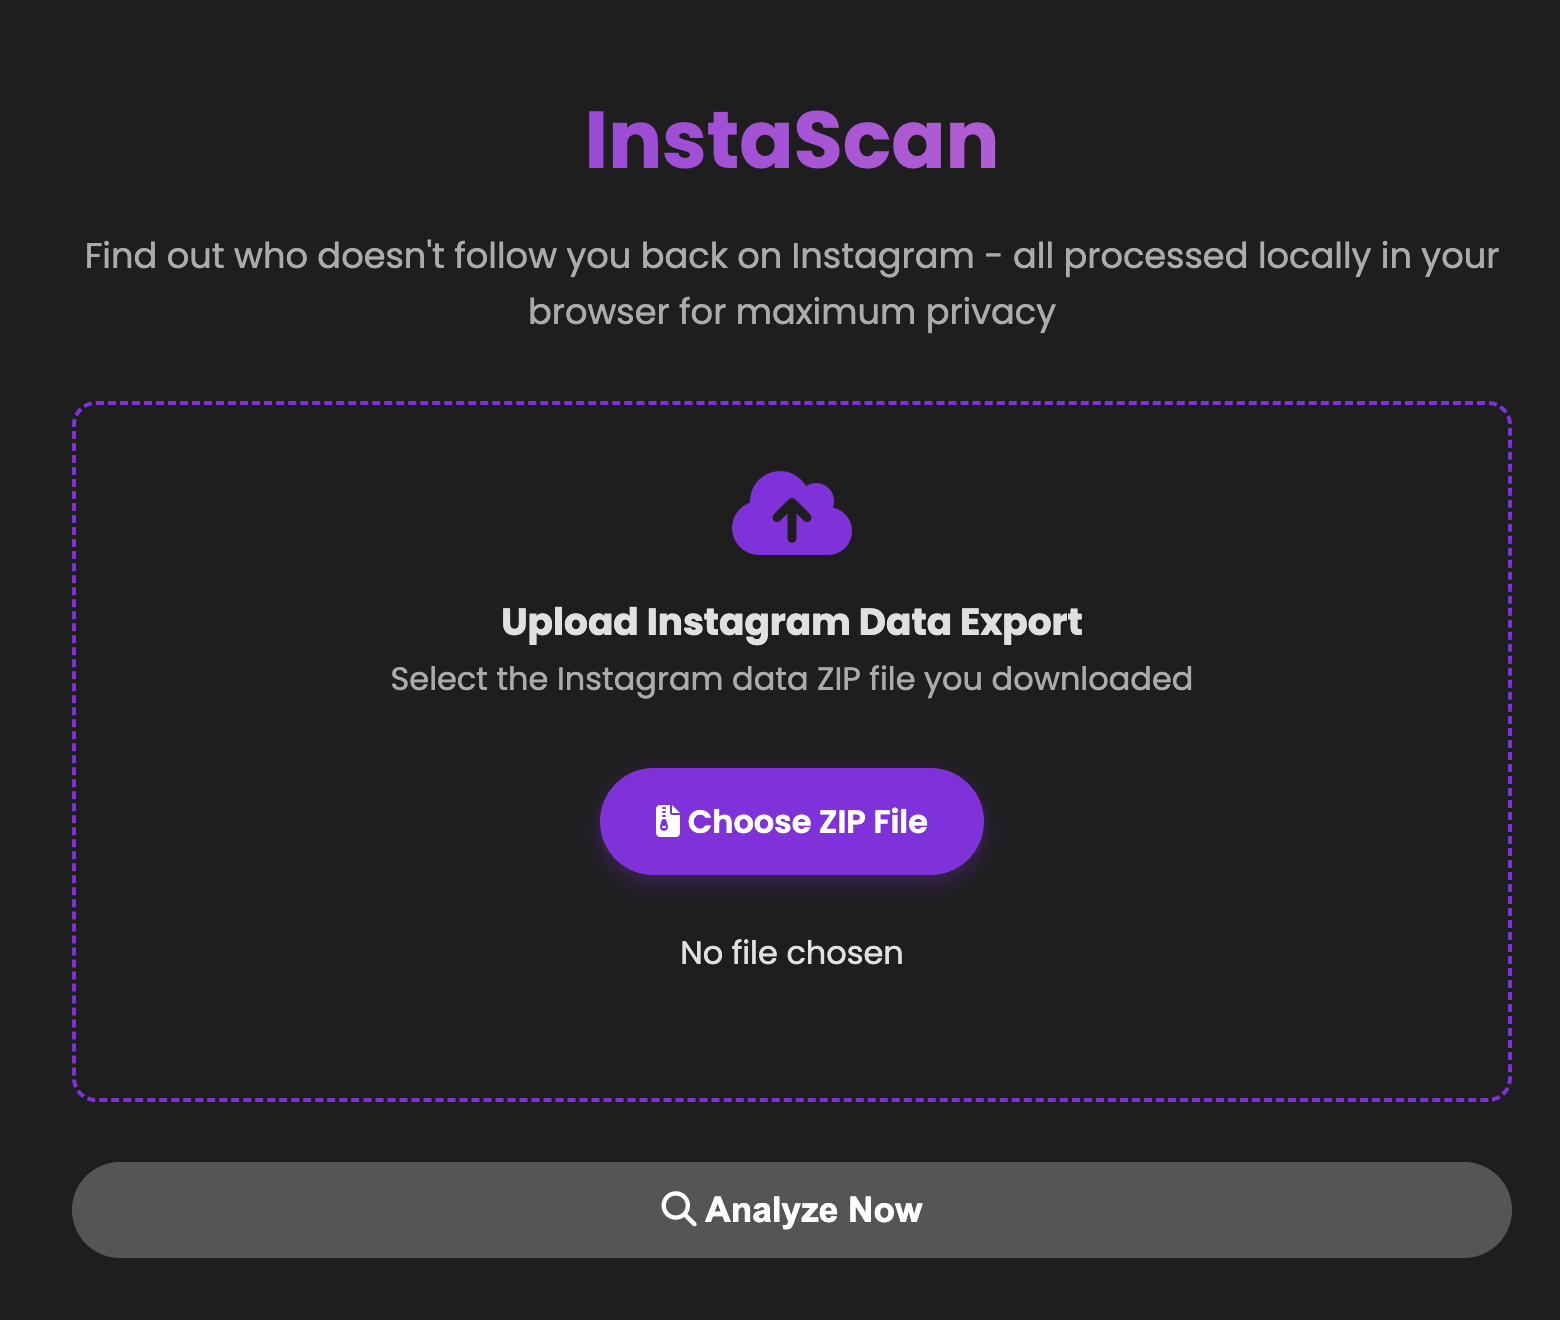 InstaScan
Find out who doesn't follow you back on Instagram - all processed locally in your
browser for maximum privacy
Upload Instagram Data Export
Select the Instagram data ZIP file you downloaded
Choose ZIP File
No file chosen
Analyze Now